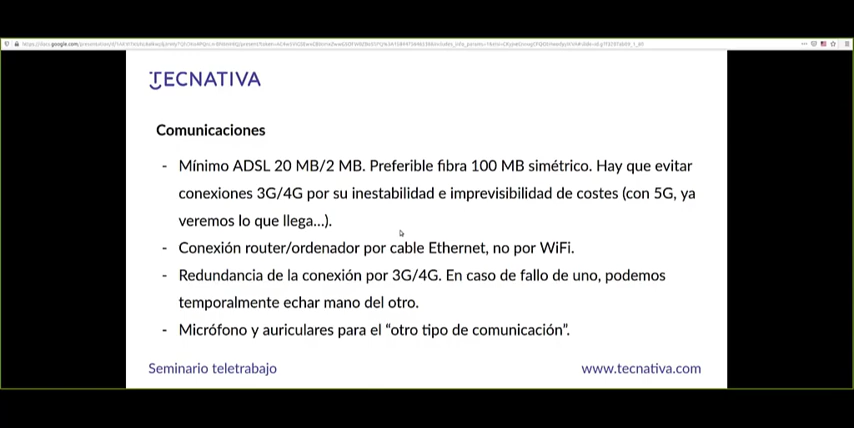 TECNATIVA
Comunicaciones
- Mínimo ADSL 20 MB/2 MB. Preferible fibra 100 MB simétrico. Hay que evitar
conexiones 3G/4G por su inestabilidad e imprevisibilidad de costes (con 5G, ya
veremos lo que llega...).
- Conexión router/ordenador por cable Ethernet, no por WiFi.
- Redundancia de la conexión por 3G/4G. En caso de fallo de uno, podemos
temporalmente echar mano del otro.
- Micrófono y auriculares para el “otro tipo de comunicación”.
Seminario teletrabajo
www.tecnativa.com